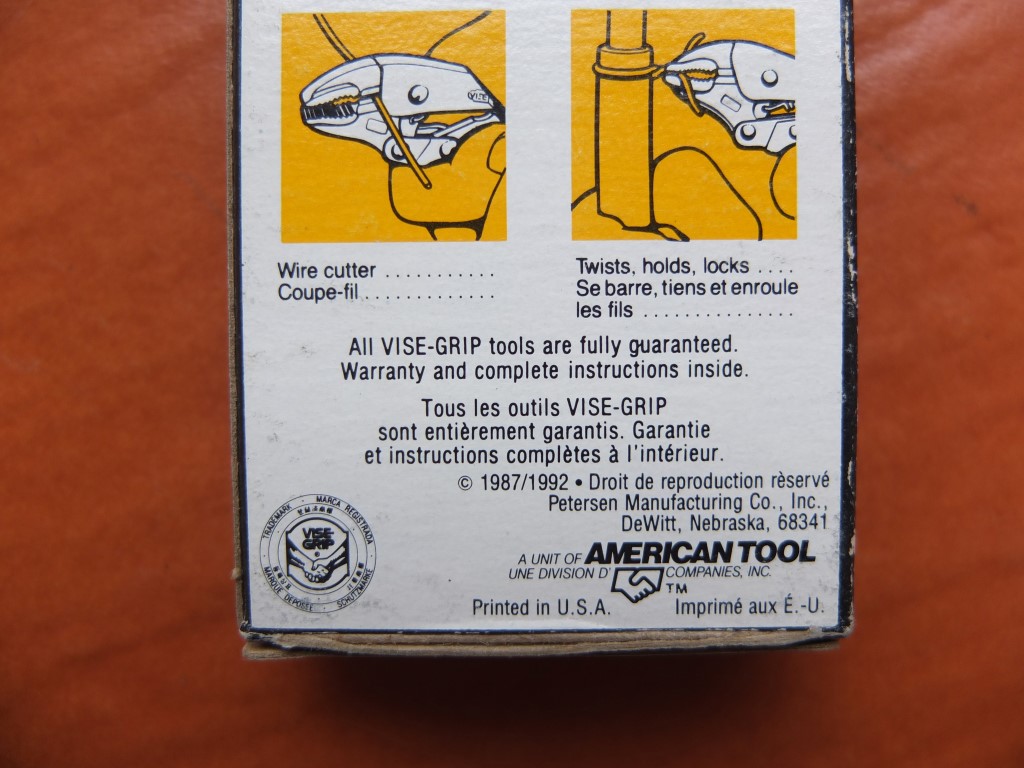 VISE
Wire cutter ...........
Coupe-fil .............
Twists, holds, locks ....
Se barre, tiens et enroule
les fils ...............
All VISE-GRIP tools are fully guaranteed.
Warranty and complete instructions inside.
Tous les outils VISE-GRIP
sont entièrement garantis. Garantie
et instructions complètes à l'intérieur.
© 1987/1992 • Droit de reproduction rèservé
Petersen Manufacturing Co., Inc.,
DeWitt, Nebraska, 68341
TRADEMARK · MARCA REGISTRADA
VISE-
GRIP
MARQUE DEPOSÉE · SCHUTZMARKE
A UNIT OF AMERICAN TOOL
UNE DIVISION D' COMPANIES, INC.
TM
Printed in U.S.A. Imprimé aux É.-U.